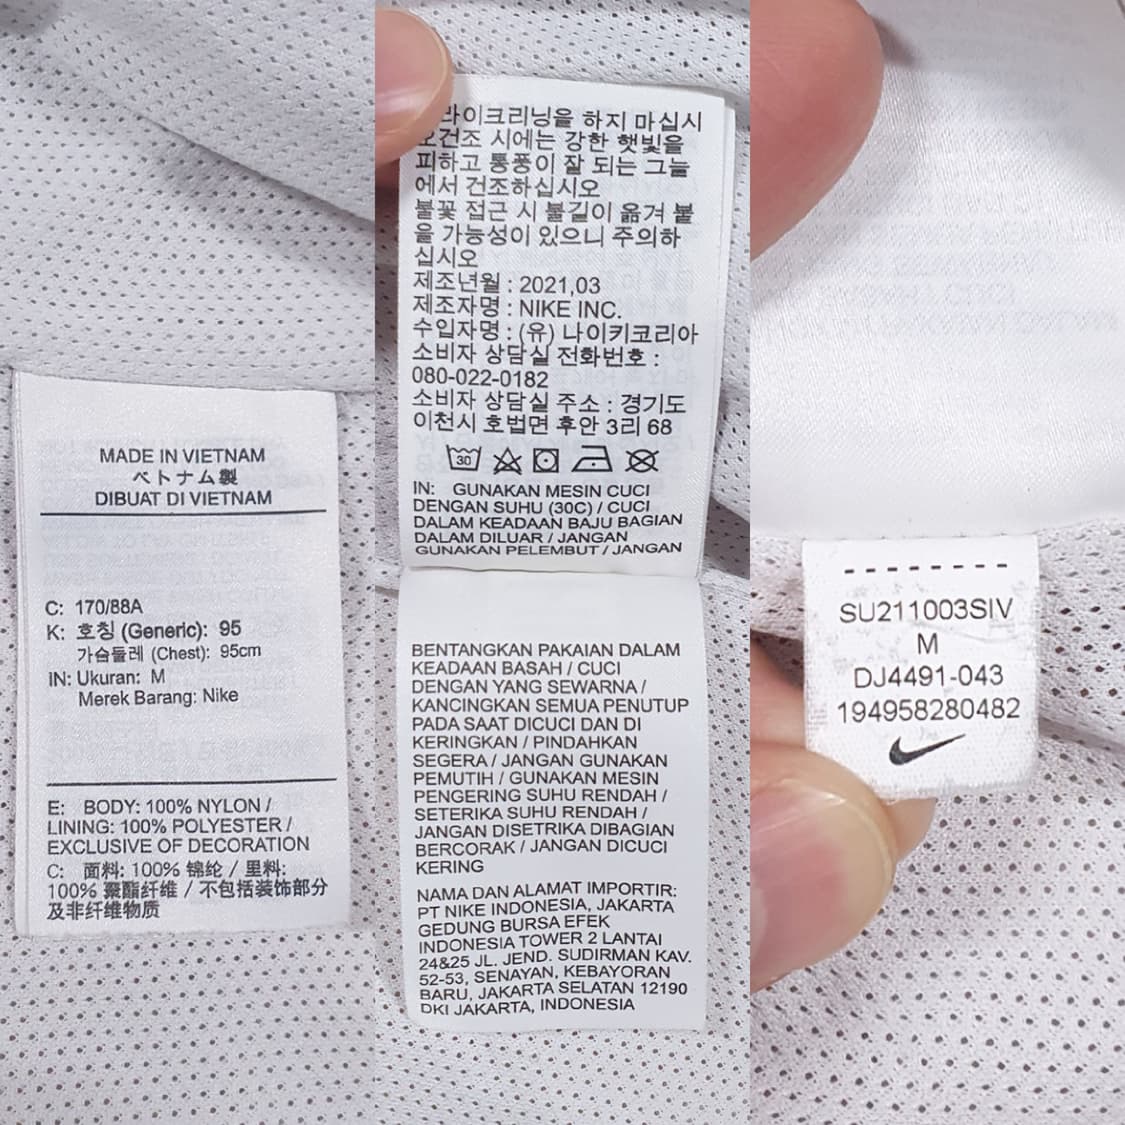 MADE IN VIETNAM
ベトナム製
DIBUAT DI VIETNAM
C: 170/88A
K: 호칭 (Generic): 95
가슴둘레 (Chest): 95cm
IN: Ukuran: M
Merek Barang: Nike
E: BODY: 100% NYLON /
LINING: 100% POLYESTER /
EXCLUSIVE OF DECORATION
C: 面料: 100% 锦纶 / 里料:
100% 聚酯纤维 / 不包括装饰部分
及非纤维物质
라이크리닝을 하지 마십시
건조 시에는 강한 햇빛을
피하고 통풍이 잘 되는 그늘
에서 건조하십시오
불꽃 접근 시 불길이 옮겨 붙
을 가능성이 있으니 주의하
십시오
제조년월 : 2021,03
제조자명 : NIKE INC.
수입자명 : (유) 나이키코리아
소비자 상담실 전화번호 :
080-022-0182
소비자 상담실 주소 : 경기도
이천시 호법면 후안 3리 68
30
IN: GUNAKAN MESIN CUCI
DENGAN SUHU (30C) / CUCI
DALAM KEADAAN BAJU BAGIAN
DALAM DILUAR / JANGAN
GUNAKAN PELEMBUT / JANGAN
BENTANGKAN PAKAIAN DALAM
KEADAAN BASAH / CUCI
DENGAN YANG SEWARNA /
KANCINGKAN SEMUA PENUTUP
PADA SAAT DICUCI DAN DI
KERINGKAN / PINDAHKAN
SEGERA / JANGAN GUNAKAN
PEMUTIH / GUNAKAN MESIN
PENGERING SUHU RENDAH /
SETERIKA SUHU RENDAH /
JANGAN DISETRIKA DIBAGIAN
BERCORAK / JANGAN DICUCI
KERING
NAMA DAN ALAMAT IMPORTIR:
PT NIKE INDONESIA, JAKARTA
GEDUNG BURSA EFEK
INDONESIA TOWER 2 LANTAI
24&25 JL. JEND. SUDIRMAN KAV.
52-53, SENAYAN, KEBAYORAN
BARU, JAKARTA SELATAN 12190
DKI JAKARTA, INDONESIA
SU211003SIV
M
DJ4491-043
194958280482